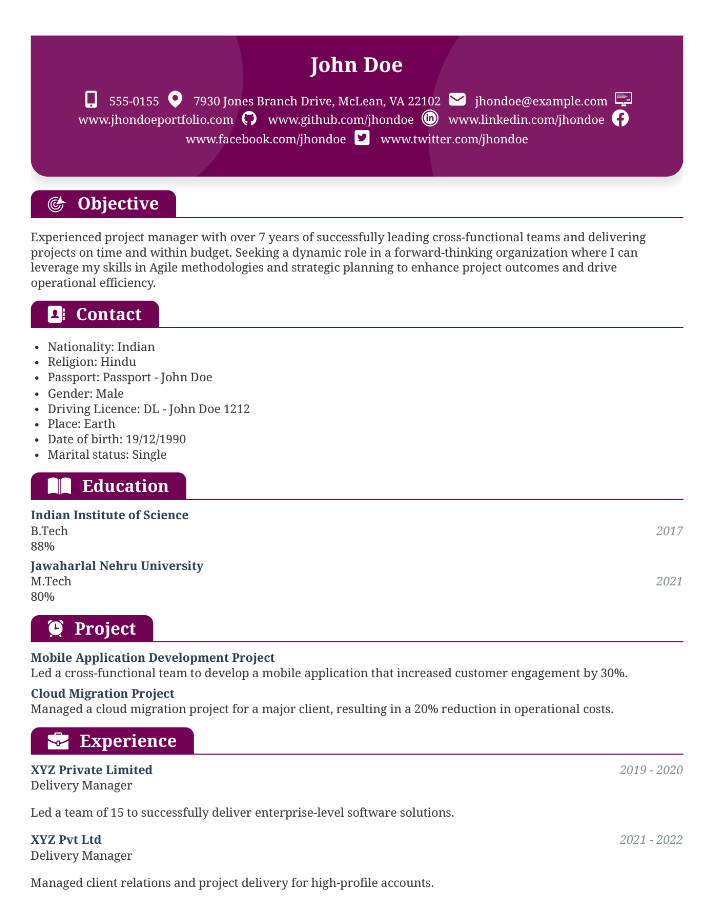 John Doe
555-0155 7930 Jones Branch Drive, McLean, VA 22102 jhondoe@example.com
www.jhondoeportfolio.com www.github.com/jhondoe www.linkedin.com/jhondoe
www.facebook.com/jhondoe www.twitter.com/jhondoe
Objective
Experienced project manager with over 7 years of successfully leading cross-functional teams and delivering
projects on time and within budget. Seeking a dynamic role in a forward-thinking organization where I can
leverage my skills in Agile methodologies and strategic planning to enhance project outcomes and drive
operational efficiency.
Contact
• Nationality: Indian
• Religion: Hindu
• Passport: Passport - John Doe
• Gender: Male
• Driving Licence: DL - John Doe 1212
• Place: Earth
• Date of birth: 19/12/1990
• Marital status: Single
Education
Indian Institute of Science
B.Tech 2017
88%
Jawaharlal Nehru University
M.Tech 2021
80%
Project
Mobile Application Development Project
Led a cross-functional team to develop a mobile application that increased customer engagement by 30%.
Cloud Migration Project
Managed a cloud migration project for a major client, resulting in a 20% reduction in operational costs.
Experience
XYZ Private Limited 2019 - 2020
Delivery Manager
Led a team of 15 to successfully deliver enterprise-level software solutions.
XYZ Pvt Ltd 2021 - 2022
Delivery Manager
Managed client relations and project delivery for high-profile accounts.